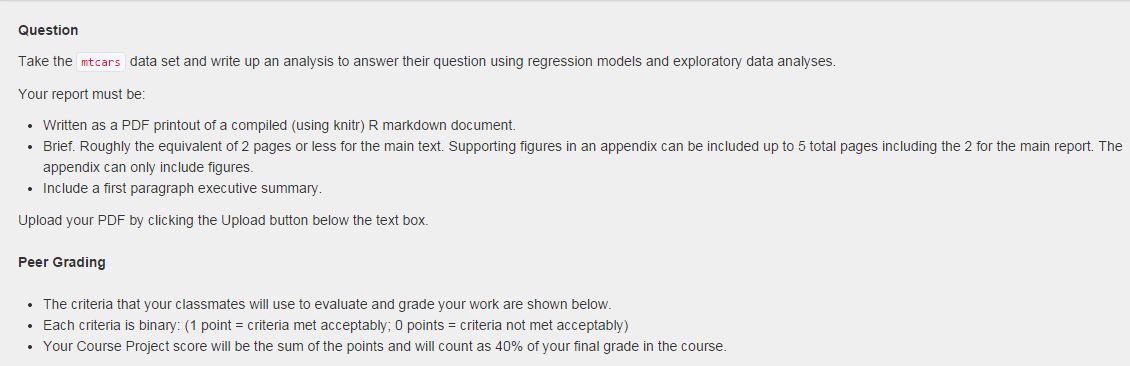 Question
Take the mtcars data set and write up an analysis to answer their question using regression models and exploratory data analyses.
Your report must be:
• Written as a PDF printout of a compiled (using knitr) R markdown document.
• Brief. Roughly the equivalent of 2 pages or less for the main text. Supporting figures in an appendix can be included up to 5 total pages including the 2 for the main report. The
appendix can only include figures.
• Include a first paragraph executive summary.
Upload your PDF by clicking the Upload button below the text box.
Peer Grading
• The criteria that your classmates will use to evaluate and grade your work are shown below.
• Each criteria is binary: (1 point = criteria met acceptably; 0 points = criteria not met acceptably)
• Your Course Project score will be the sum of the points and will count as 40% of your final grade in the course.